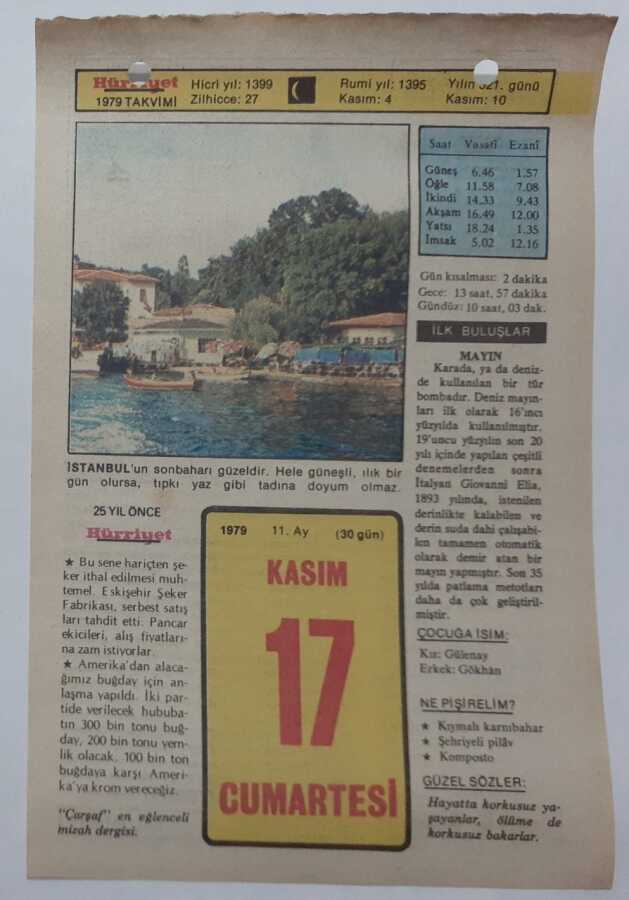 Hürriyet
1979 TAKVİMİ
Hicri yıl: 1399
Zilhicce: 27
Rumi yıl: 1395
Kasım: 4
Yılın 321. günü
Kasım: 10
Saat Vasatî Ezanî
Güneş 6.46 1.57
Öğle 11.58 7.08
İkindi 14.33 9.43
Akşam 16.49 12.00
Yatsı 18.24 1.35
İmsak 5.02 12.16
Gün kısalması: 2 dakika
Gece: 13 saat, 57 dakika
Gündüz: 10 saat, 03 dak.
İSTANBUL'un sonbaharı güzeldir. Hele güneşli, ılık bir
gün olursa, tıpkı yaz gibi tadına doyum olmaz.
İLK BULUŞLAR
MAYIN
Karada, ya da deniz-
de kullanılan bir tür
bombadır. Deniz mayın-
ları ilk olarak 16'ıncı
yüzyılda kullanılmıştır.
19'uncu yüzyılın son 20
yılı içinde yapılan çeşitli
denemelerden sonra
İtalyan Giovanni Elia,
1893 yılında, istenilen
derinlikte kalabilen ve
derin suda dahi çalışabi-
len tamamen otomatik
olarak demir atan bir
mayın yapmıştır. Son 35
yılda patlama metotları
daha da çok geliştiril-
miştir.
25 YIL ÖNCE
Hürriyet
★ Bu sene hariçten şe-
ker ithal edilmesi muh-
temel. Eskişehir Şeker
Fabrikası, serbest satış
ları tahdit etti. Pancar
ekicileri, alış fiyatları-
na zam istiyorlar.
★ Amerika'dan alaca-
ğımız buğday için an-
laşma yapıldı. İki par-
tide verilecek hububa-
tın 300 bin tonu buğ-
day, 200 bin tonu yem-
lik olacak. 100 bin ton
buğdaya karşı Ameri-
ka'ya krom vereceğiz.
"Çarşaf" en eğlenceli
mizah dergisi.
1979 11. Ay (30 gün)
KASIM
17
CUMARTESİ
ÇOCUĞA İSİM:
Kız: Gülenay
Erkek: Gökhân
NE PİŞİRELİM?
★ Kıymalı karnıbahar
★ Şehriyeli pilâv
★ Komposto
GÜZEL SÖZLER:
Hayatta korkusuz ya-
şayanlar, ölüme de
korkusuz bakarlar.